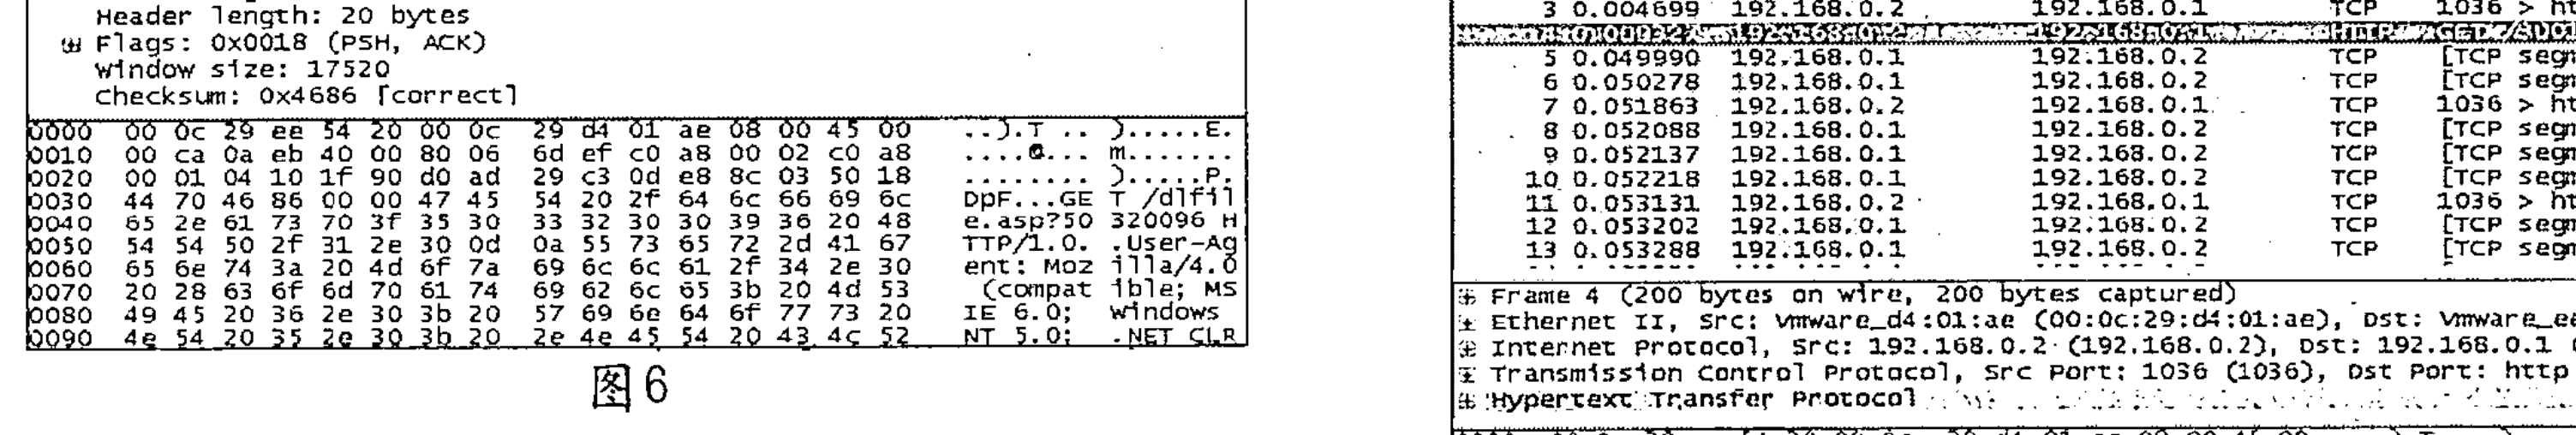 Header length: 20 bytes
Flags: 0x0018 (PSH, ACK)
Window size: 17520
Checksum: 0x4686 [correct]
0000 00 0c 29 ee 54 20 00 0c 29 d4 01 ae 08 00 45 00 ..).T .. ).....E.
0010 00 ca 0a eb 40 00 80 06 6d ef c0 a8 00 02 c0 a8 ....@... m.......
0020 00 01 04 10 1f 90 d0 ad 29 c3 0d e8 8c 03 50 18 ........ ).....P.
0030 44 70 46 86 00 00 47 45 54 20 2f 64 6c 66 69 6c DpF...GE T /dlfil
0040 65 2e 61 73 70 3f 35 30 33 32 30 30 39 36 20 48 e.asp?50 320096 H
0050 54 54 50 2f 31 2e 30 0d 0a 55 73 65 72 2d 41 67 TTP/1.0. .User-Ag
0060 65 6e 74 3a 20 4d 6f 7a 69 6c 6c 61 2f 34 2e 30 ent: Moz illa/4.0
0070 20 28 63 6f 6d 70 61 74 69 62 6c 65 3b 20 4d 53 (compat ible; MS
0080 49 45 20 36 2e 30 3b 20 57 69 6e 64 6f 77 73 20 IE 6.0; Windows
0090 4e 54 20 35 2e 30 3b 20 2e 4e 45 54 20 43 4c 52 NT 5.0; .NET CLR
图6
3 0.004699 192.168.0.2 192.168.0.1 TCP 1036 > ht
192.168.0.2 192.168.0.1 HTTP GET
5 0.049990 192.168.0.1 192.168.0.2 TCP [TCP segm
6 0.050278 192.168.0.1 192.168.0.2 TCP [TCP segm
7 0.051863 192.168.0.2 192.168.0.1 TCP 1036 > ht
8 0.052088 192.168.0.1 192.168.0.2 TCP [TCP segm
9 0.052137 192.168.0.1 192.168.0.2 TCP [TCP segm
10 0.052218 192.168.0.1 192.168.0.2 TCP [TCP segm
11 0.053131 192.168.0.2 192.168.0.1 TCP 1036 > ht
12 0.053202 192.168.0.1 192.168.0.2 TCP [TCP segm
13 0.053288 192.168.0.1 192.168.0.2 TCP [TCP segm
Frame 4 (200 bytes on wire, 200 bytes captured)
Ethernet II, Src: Vmware_d4:01:ae (00:0c:29:d4:01:ae), Dst: Vmware_ee
Internet Protocol, Src: 192.168.0.2 (192.168.0.2), Dst: 192.168.0.1
Transmission Control Protocol, Src Port: 1036 (1036), Dst Port: http
Hypertext Transfer Protocol